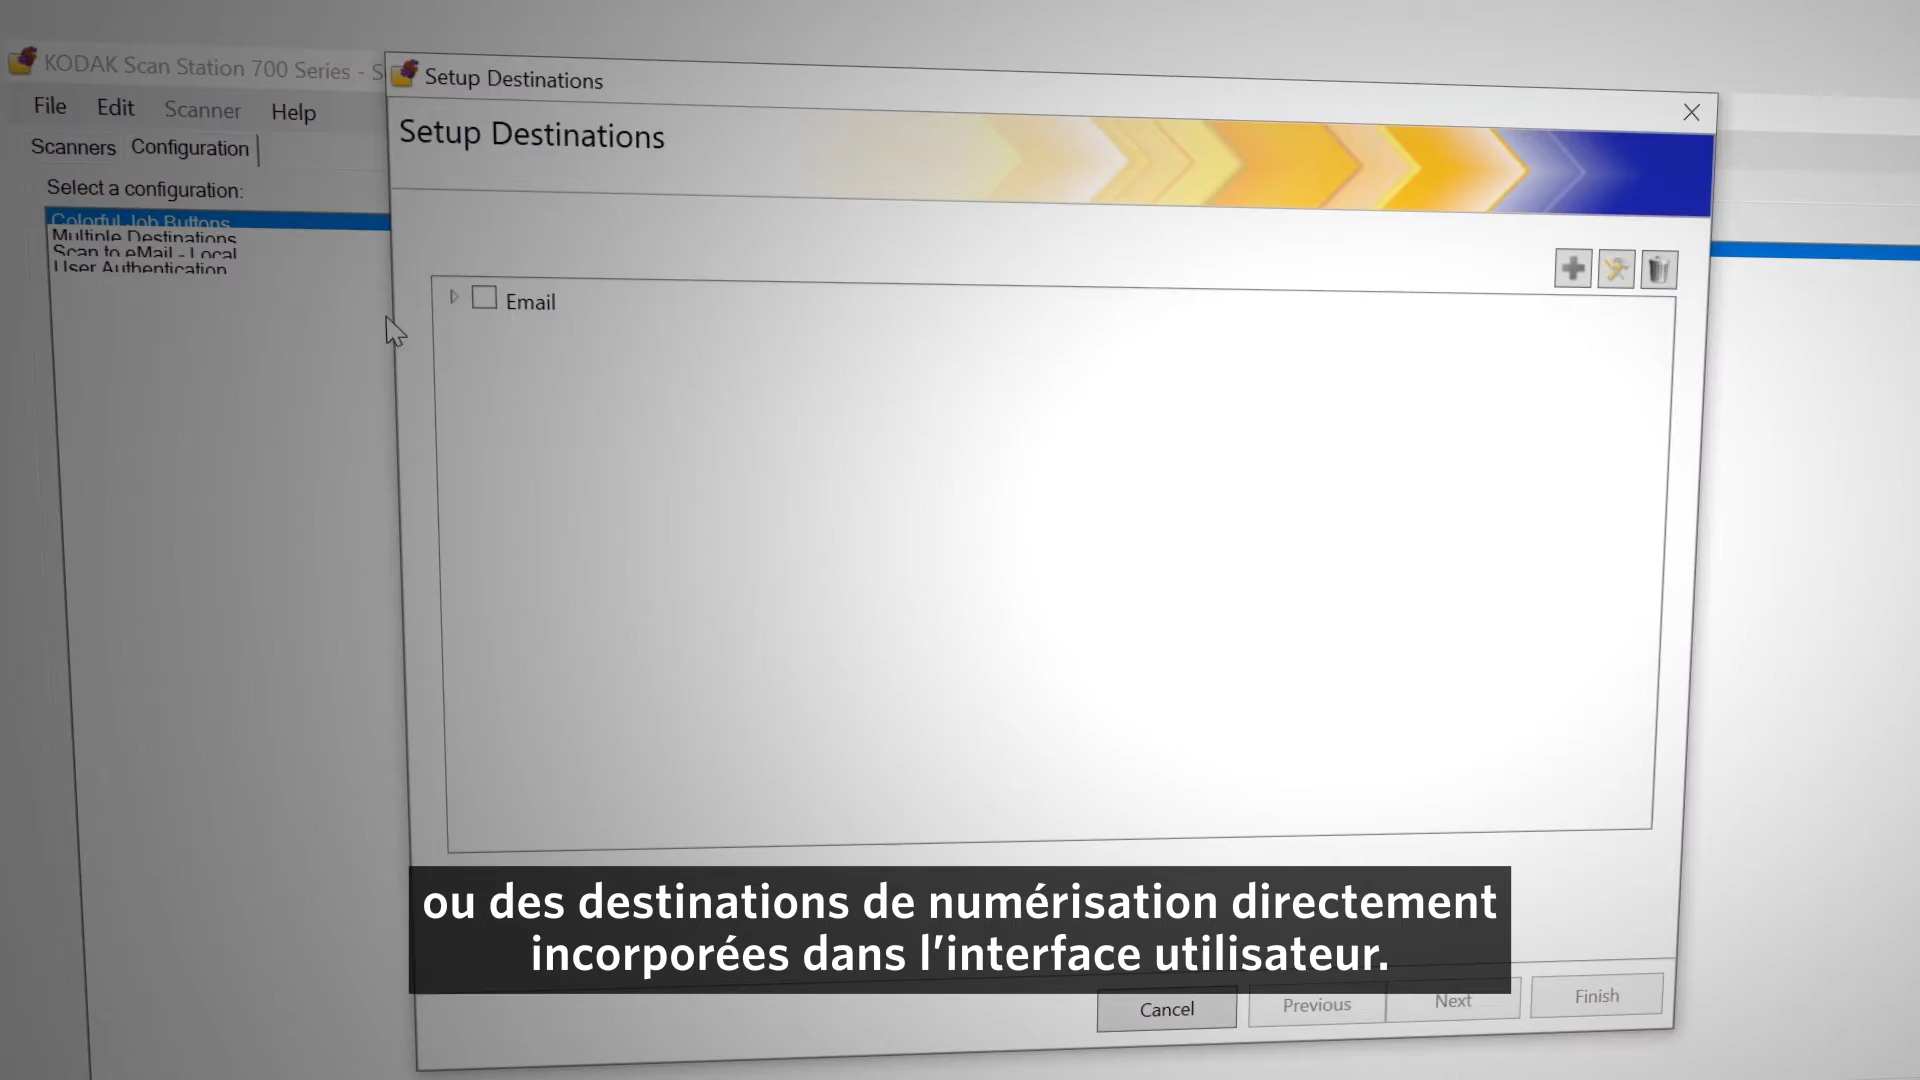 KODAK Scan Station 700 Series - S
File Edit Scanner Help
Scanners Configuration
Select a configuration:
Colorful Job Buttons
Multiple Destinations
Scan to eMail - Local
User Authentication
Setup Destinations
Setup Destinations
Email
ou des destinations de numérisation directement
incorporées dans l’interface utilisateur.
Cancel Previous Next Finish